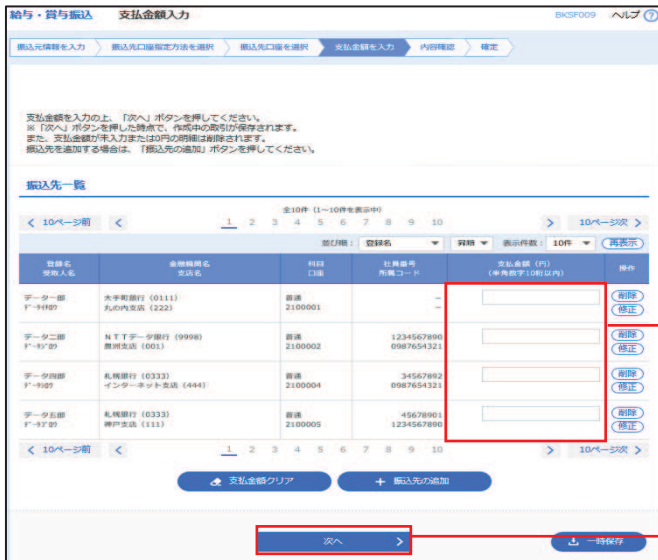 給与・賞与振込 支払金額入力 BKSF009 ヘルプ ?
振込元情報を入力 振込先口座指定方法を選択 振込先口座を選択 支払金額を入力 内容確認 確定
支払金額を入力の上、「次へ」ボタンを押してください。
※「次へ」ボタンを押した時点で、作成中の取引が保存されます。
また、支払金額が未入力または0円の明細は削除されます。
振込先を追加する場合は、「振込先の追加」ボタンを押してください。
振込先一覧
全10件(1~10件を表示中)
< 10ページ前 < 1 2 3 4 5 6 7 8 9 10 > 10ページ次 >
並び順: 登録名 昇順 表示件数: 10件 再表示
登録名 金融機関名 科目 社員番号 支払金額(円) 操作
受取人名 支店名 口座 所属コード (半角数字10桁以内)
データ一郎 大手町銀行(0111) 普通 - 削除
データイチロウ 丸の内支店(222) 2100001 - 修正
データ二郎 NTTデータ銀行(9998) 普通 1234567890 削除
豊洲支店(001) 2100002 0987654321 修正
データ四郎 札幌銀行(0333) 普通 34567892 削除
インターネット支店(444) 2100004 0987654321 修正
データ五郎 札幌銀行(0333) 普通 45678901 削除
神戸支店(111) 2100005 1234567890 修正
< 10ページ前 < 1 2 3 4 5 6 7 8 9 10 > 10ページ次 >
支払金額クリア + 振込先の追加
次へ > 一時保存